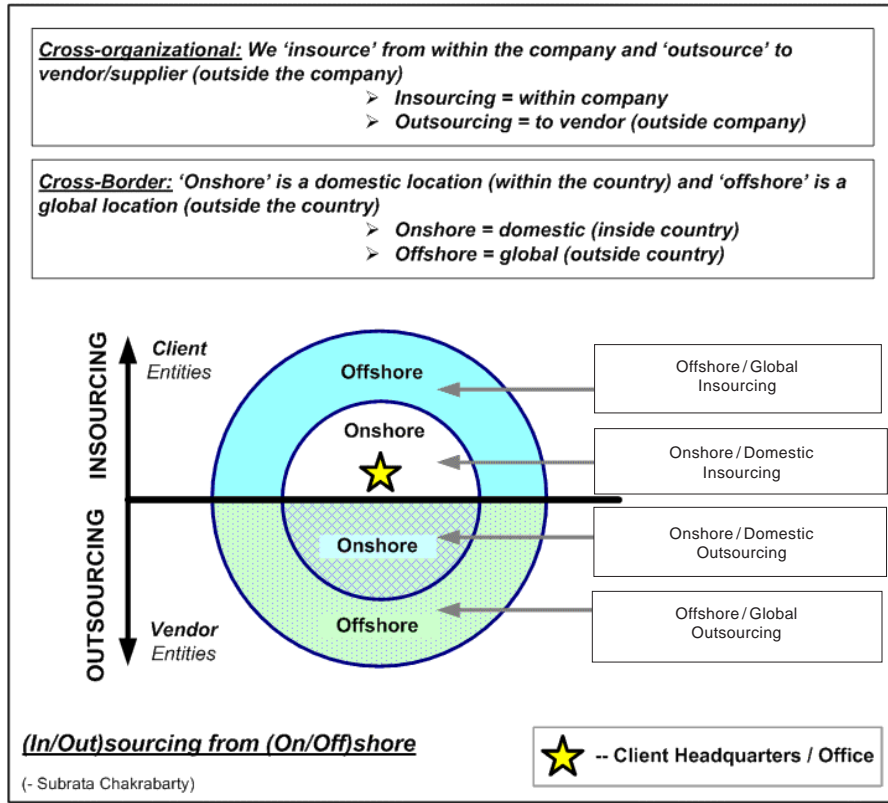 Cross-organizational: We ‘insource’ from within the company and ‘outsource’ to
vendor/supplier (outside the company)
➢ Insourcing = within company
➢ Outsourcing = to vendor (outside company)
Cross-Border: ‘Onshore’ is a domestic location (within the country) and ‘offshore’ is a
global location (outside the country)
➢ Onshore = domestic (inside country)
➢ Offshore = global (outside country)
INSOURCING
Client
Entities
Offshore
Onshore
Offshore / Global
Insourcing
Onshore / Domestic
Insourcing
OUTSOURCING
Vendor
Entities
Onshore
Offshore
Onshore / Domestic
Outsourcing
Offshore / Global
Outsourcing
(In/Out)sourcing from (On/Off)shore
(- Subrata Chakrabarty)
-- Client Headquarters / Office